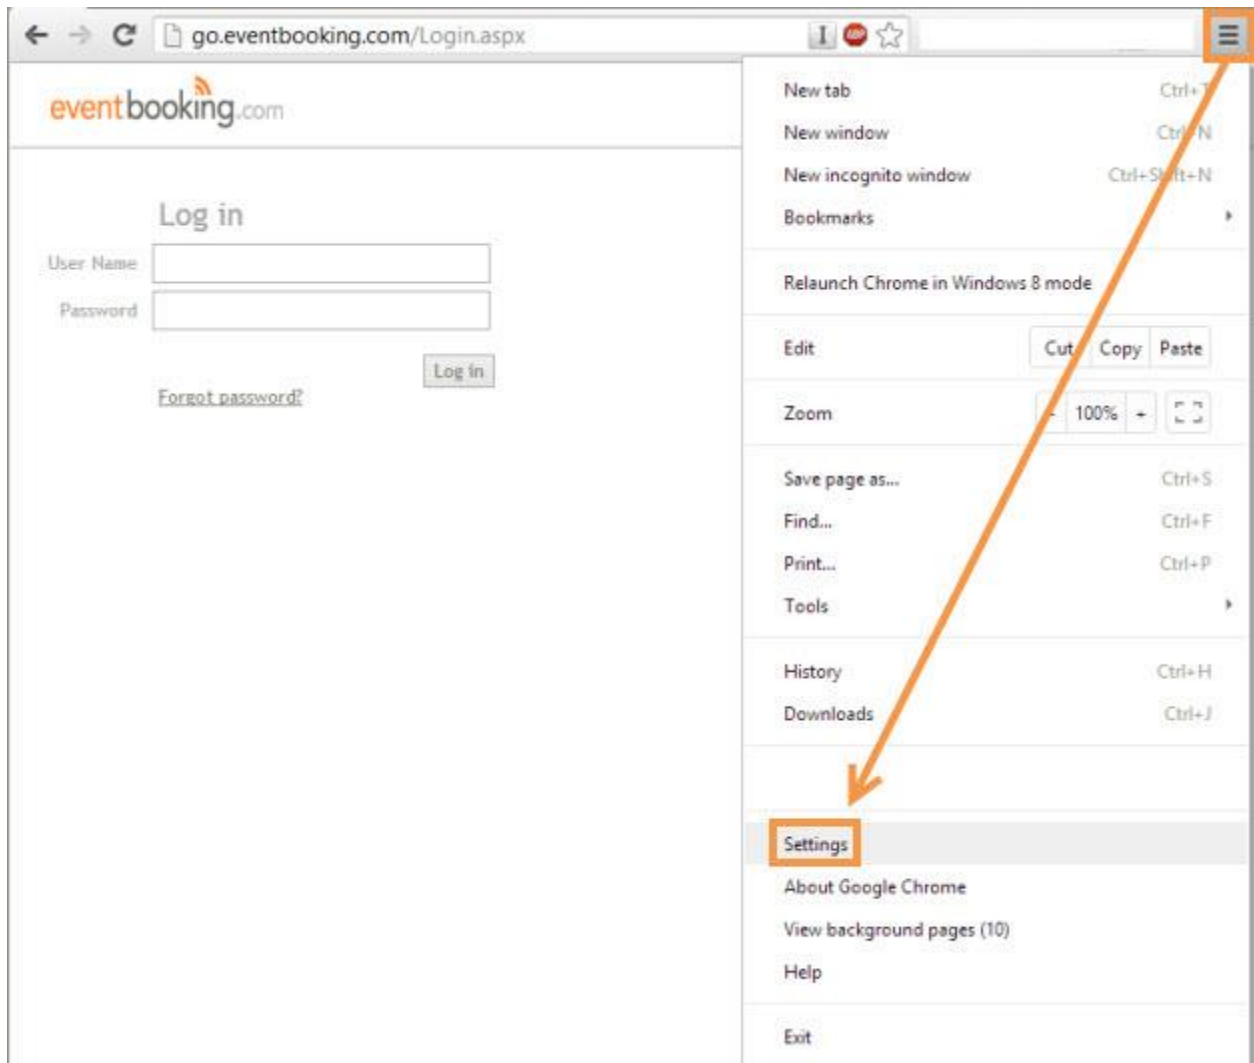 go.eventbooking.com/Login.aspx
ABP
eventbooking.com
Log in
User Name
Password
Log in
Forgot password?
New tab Ctrl+T
New window Ctrl+N
New incognito window Ctrl+Shift+N
Bookmarks
Relaunch Chrome in Windows 8 mode
Edit Cut Copy Paste
Zoom - 100% +
Save page as... Ctrl+S
Find... Ctrl+F
Print... Ctrl+P
Tools
History Ctrl+H
Downloads Ctrl+J
Settings
About Google Chrome
View background pages (10)
Help
Exit